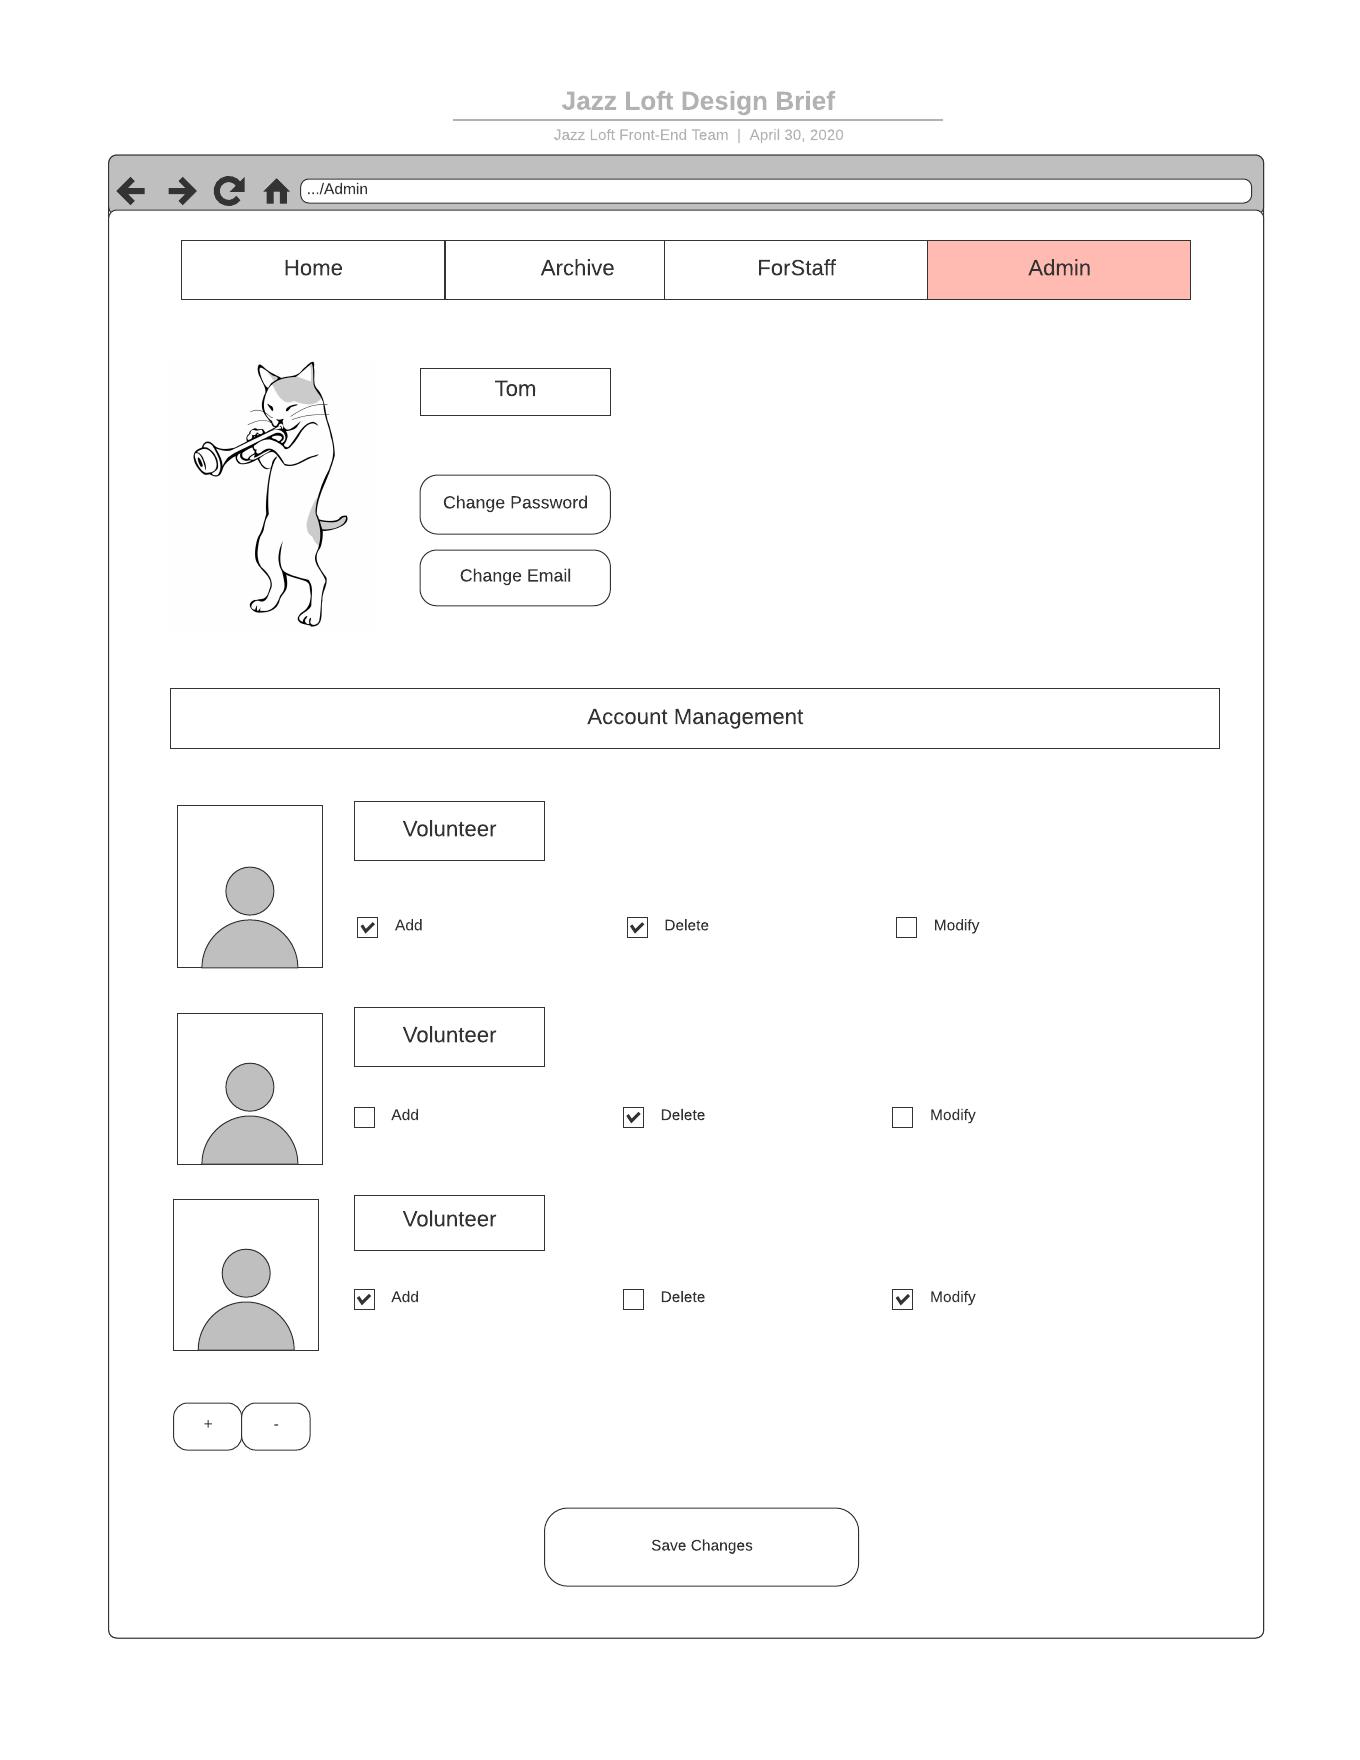 Jazz Loft Design Brief
Jazz Loft Front-End Team | April 30, 2020
.../Admin
Home Archive ForStaff Admin
Tom
Change Password
Change Email
Account Management
Volunteer
Add Delete Modify
Volunteer
Add Delete Modify
Volunteer
Add Delete Modify
+ -
Save Changes